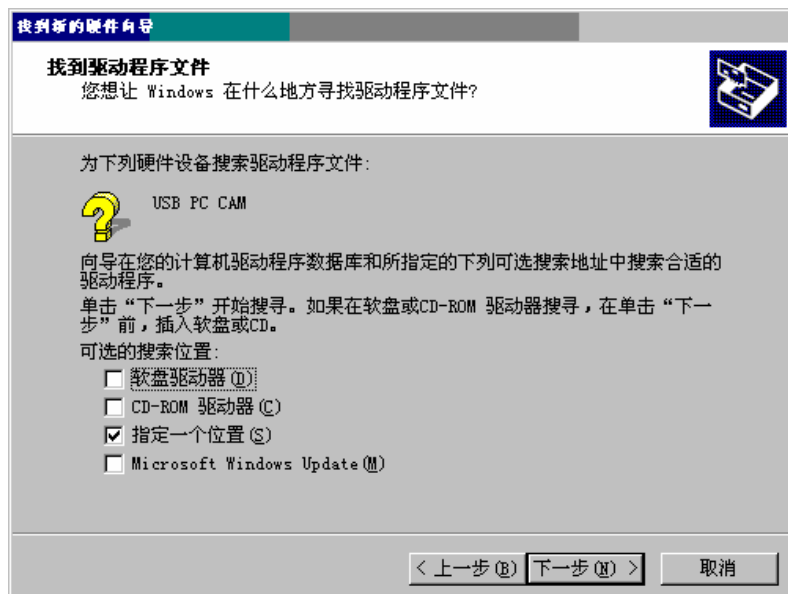 找到新的硬件向导
找到驱动程序文件
您想让 Windows 在什么地方寻找驱动程序文件?
为下列硬件设备搜索驱动程序文件:
USB PC CAM
向导在您的计算机驱动程序数据库和所指定的下列可选搜索地址中搜索合适的
驱动程序。
单击“下一步”开始搜寻。如果在软盘或CD-ROM 驱动器搜寻，在单击“下一
步”前，插入软盘或CD。
可选的搜索位置:
软盘驱动器(D)
CD-ROM 驱动器(C)
指定一个位置(S)
Microsoft Windows Update(M)
< 上一步(B) 下一步(N) > 取消